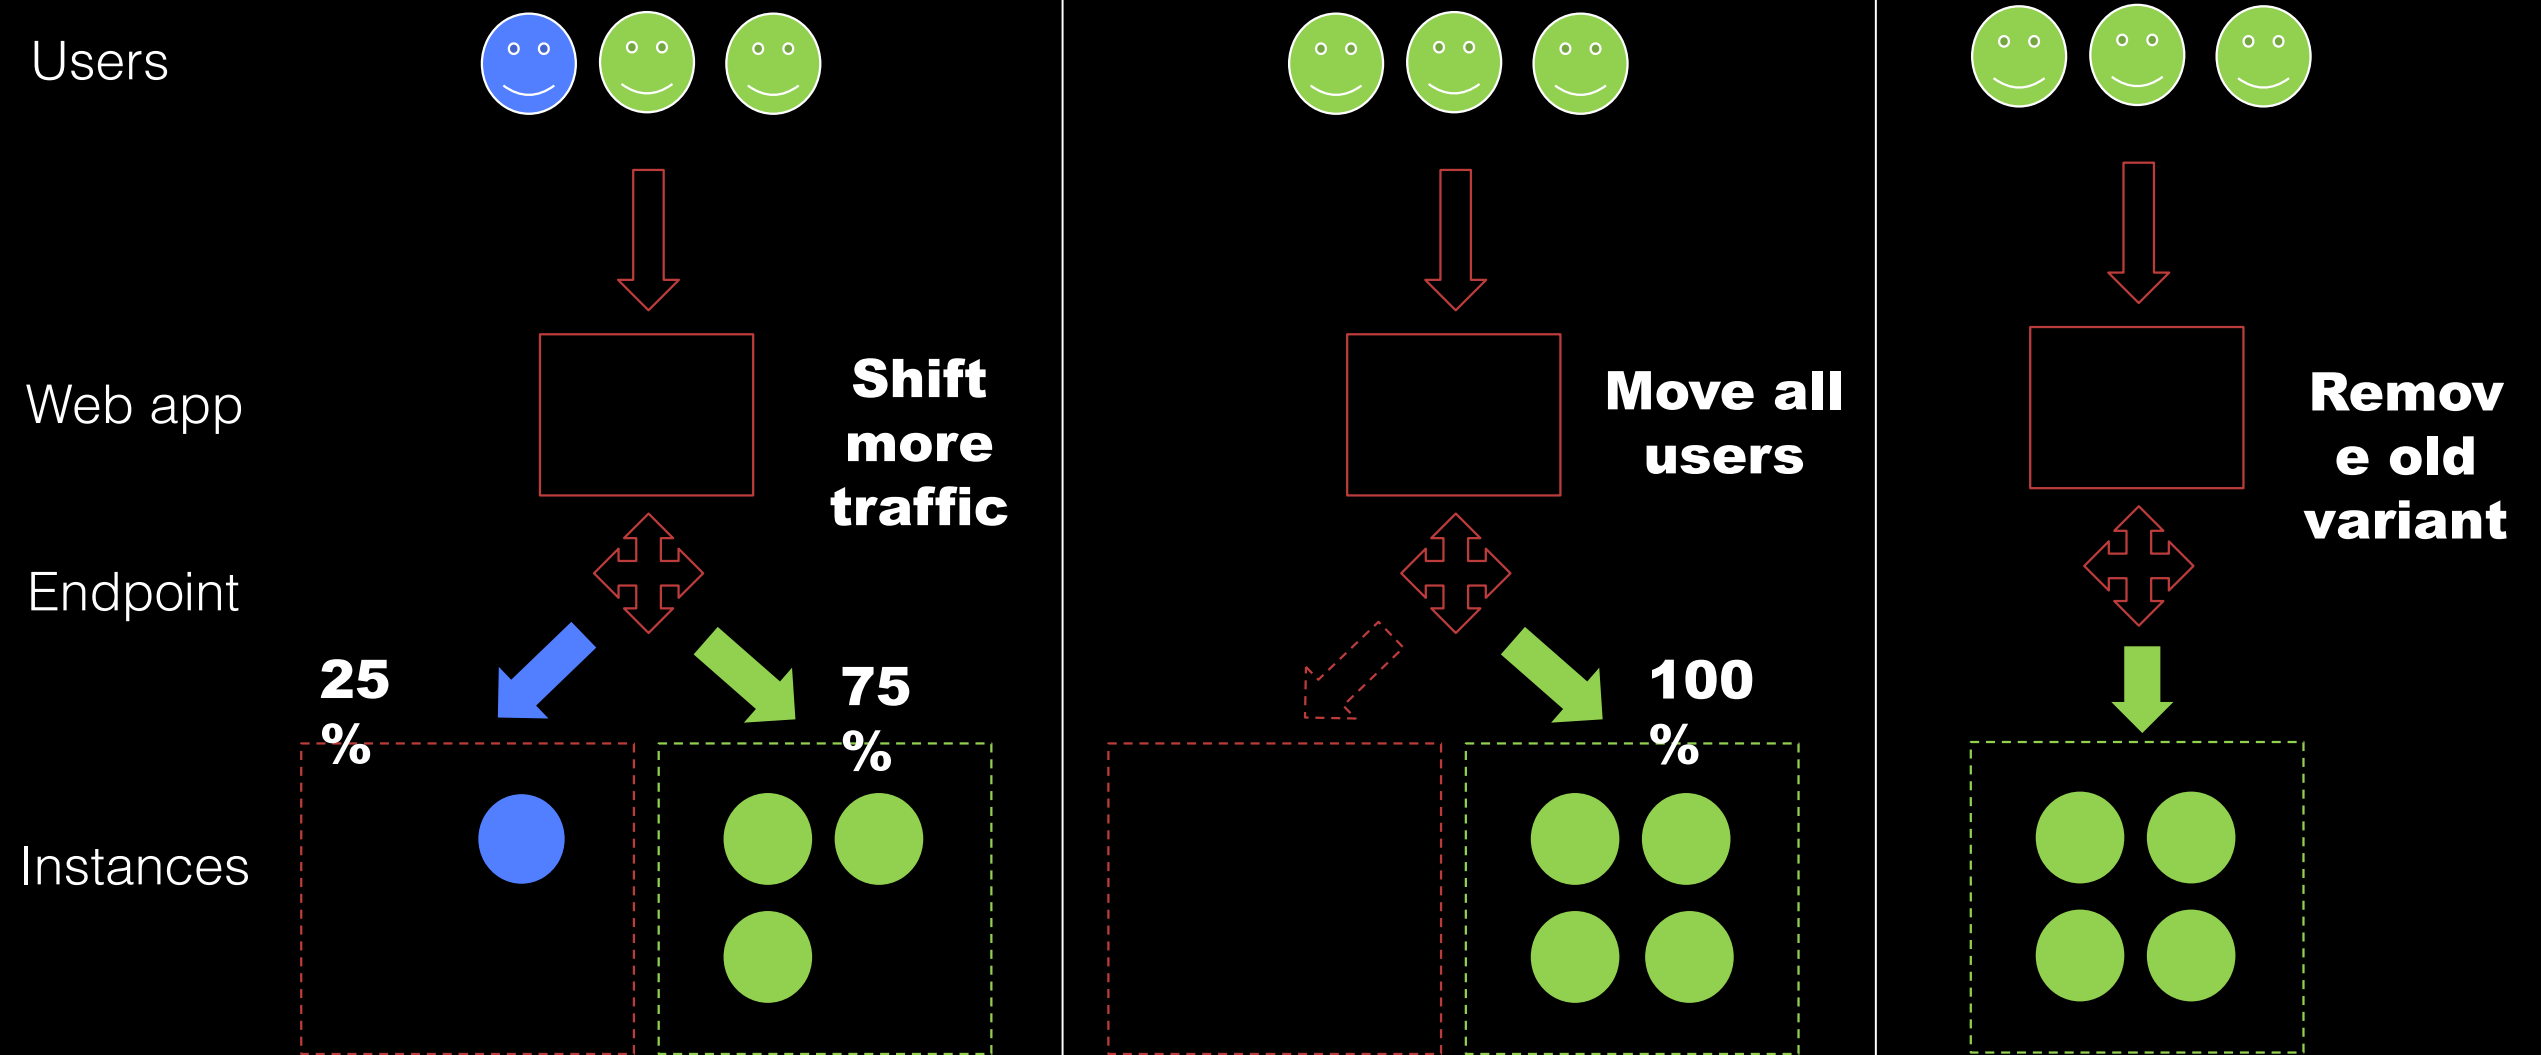 Users
Web app
Endpoint
Instances
Shift
more
traffic
25
%
75
%
Move all
users
100
%
Remov
e old
variant